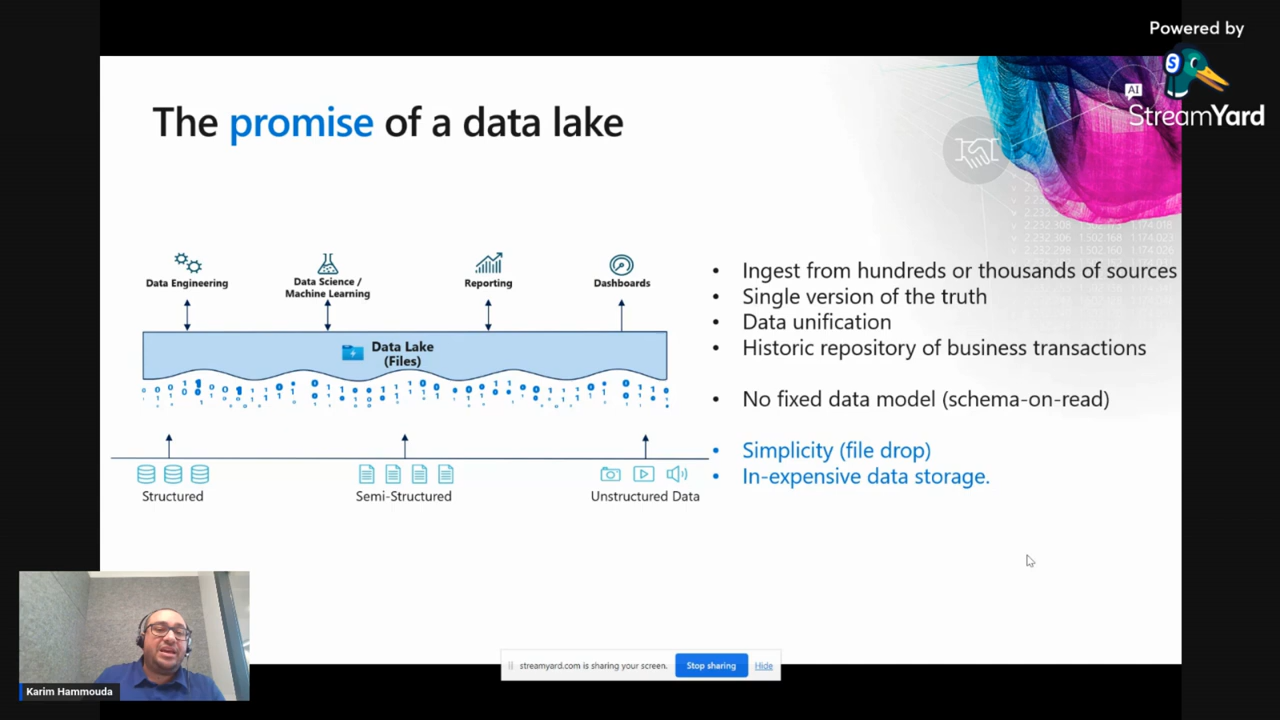 Powered by
S
AI
StreamYard
The promise of a data lake
Data Engineering
Data Science /
Machine Learning
Reporting
Dashboards
Data Lake
(Files)
Structured
Semi-Structured
Unstructured Data
• Ingest from hundreds or thousands of sources
• Single version of the truth
• Data unification
• Historic repository of business transactions
• No fixed data model (schema-on-read)
• Simplicity (file drop)
• In-expensive data storage.
streamyard.com is sharing your screen.
Stop sharing
Hide
Karim Hammouda